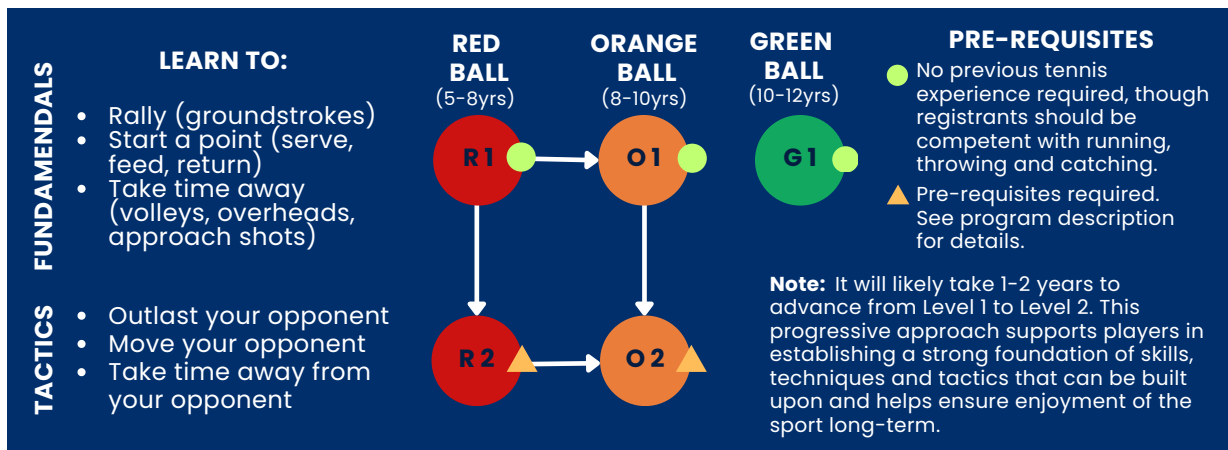 FUNDAMENDALS
LEARN TO:
• Rally (groundstrokes)
• Start a point (serve,
feed, return)
• Take time away
(volleys, overheads,
approach shots)
TACTICS
• Outlast your opponent
• Move your opponent
• Take time away from
your opponent
RED
BALL
(5-8yrs)
ORANGE
BALL
(8-10yrs)
GREEN
BALL
(10-12yrs)
R1
O1
G1
R2
O2
PRE-REQUISITES
No previous tennis
experience required, though
registrants should be
competent with running,
throwing and catching.
Pre-requisites required.
See program description
for details.
Note: It will likely take 1-2 years to
advance from Level 1 to Level 2. This
progressive approach supports players in
establishing a strong foundation of skills,
techniques and tactics that can be built
upon and helps ensure enjoyment of the
sport long-term.